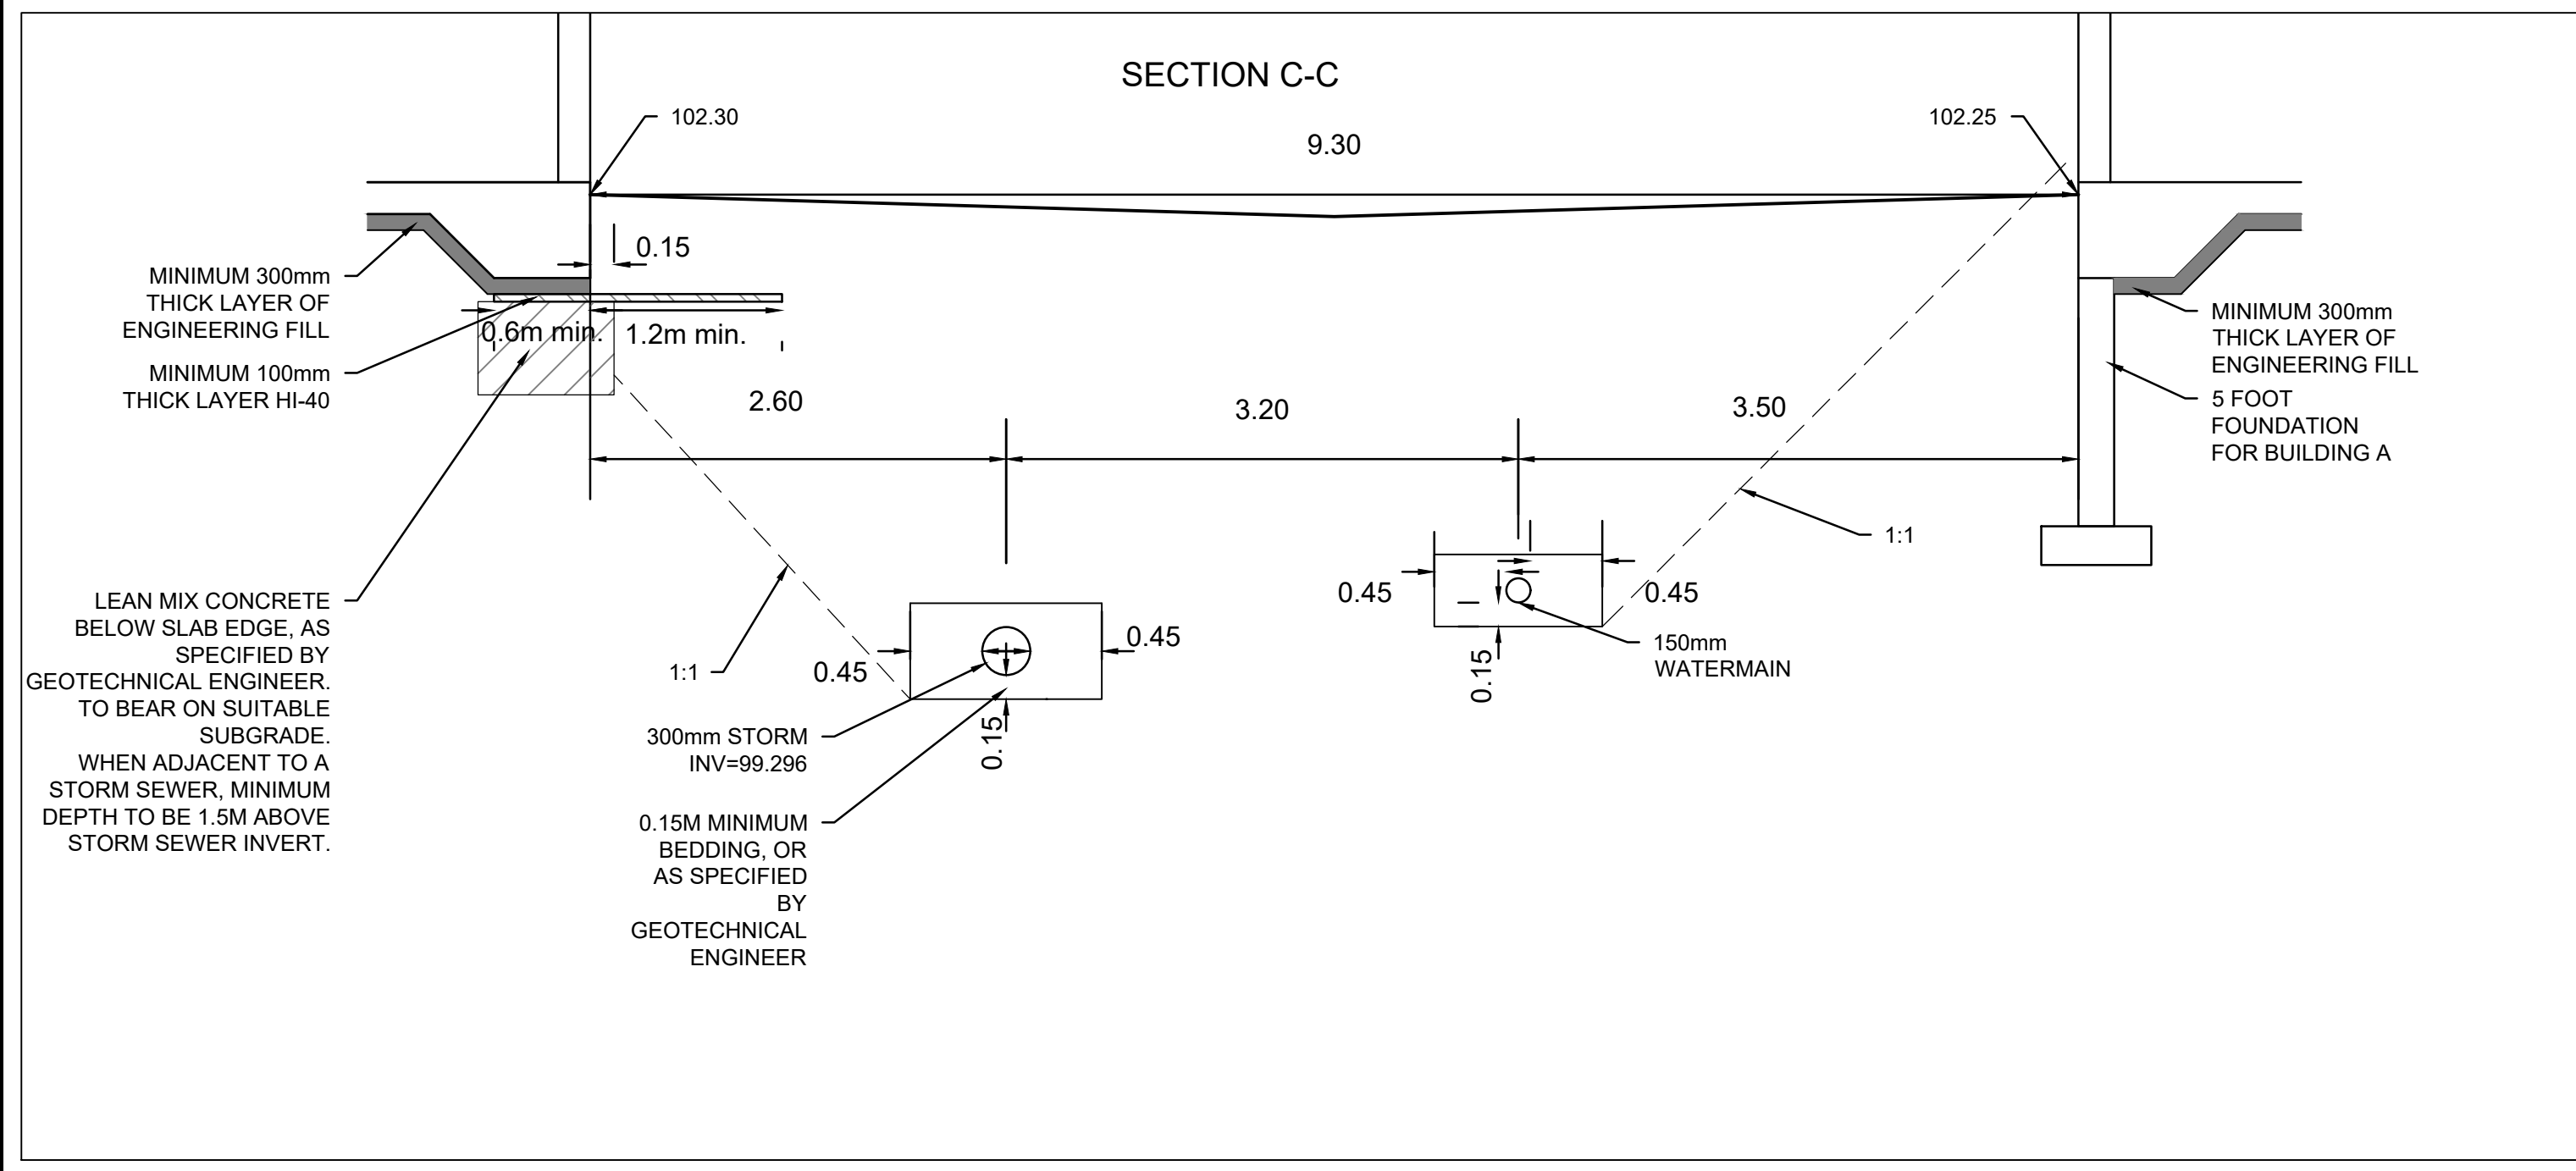 SECTION C-C
102.30
102.25
9.30
0.15
MINIMUM 300mm
THICK LAYER OF
ENGINEERING FILL
MINIMUM 100mm
THICK LAYER HI-40
0.6m min.
1.2m min.
MINIMUM 300mm
THICK LAYER OF
ENGINEERING FILL
5 FOOT
FOUNDATION
FOR BUILDING A
2.60
3.20
3.50
1:1
LEAN MIX CONCRETE
BELOW SLAB EDGE, AS
SPECIFIED BY
GEOTECHNICAL ENGINEER.
TO BEAR ON SUITABLE
SUBGRADE.
WHEN ADJACENT TO A
STORM SEWER, MINIMUM
DEPTH TO BE 1.5M ABOVE
STORM SEWER INVERT.
1:1
0.45
0.45
0.15
300mm STORM
INV=99.296
0.15M MINIMUM
BEDDING, OR
AS SPECIFIED
BY
GEOTECHNICAL
ENGINEER
0.45
0.45
0.15
150mm
WATERMAIN